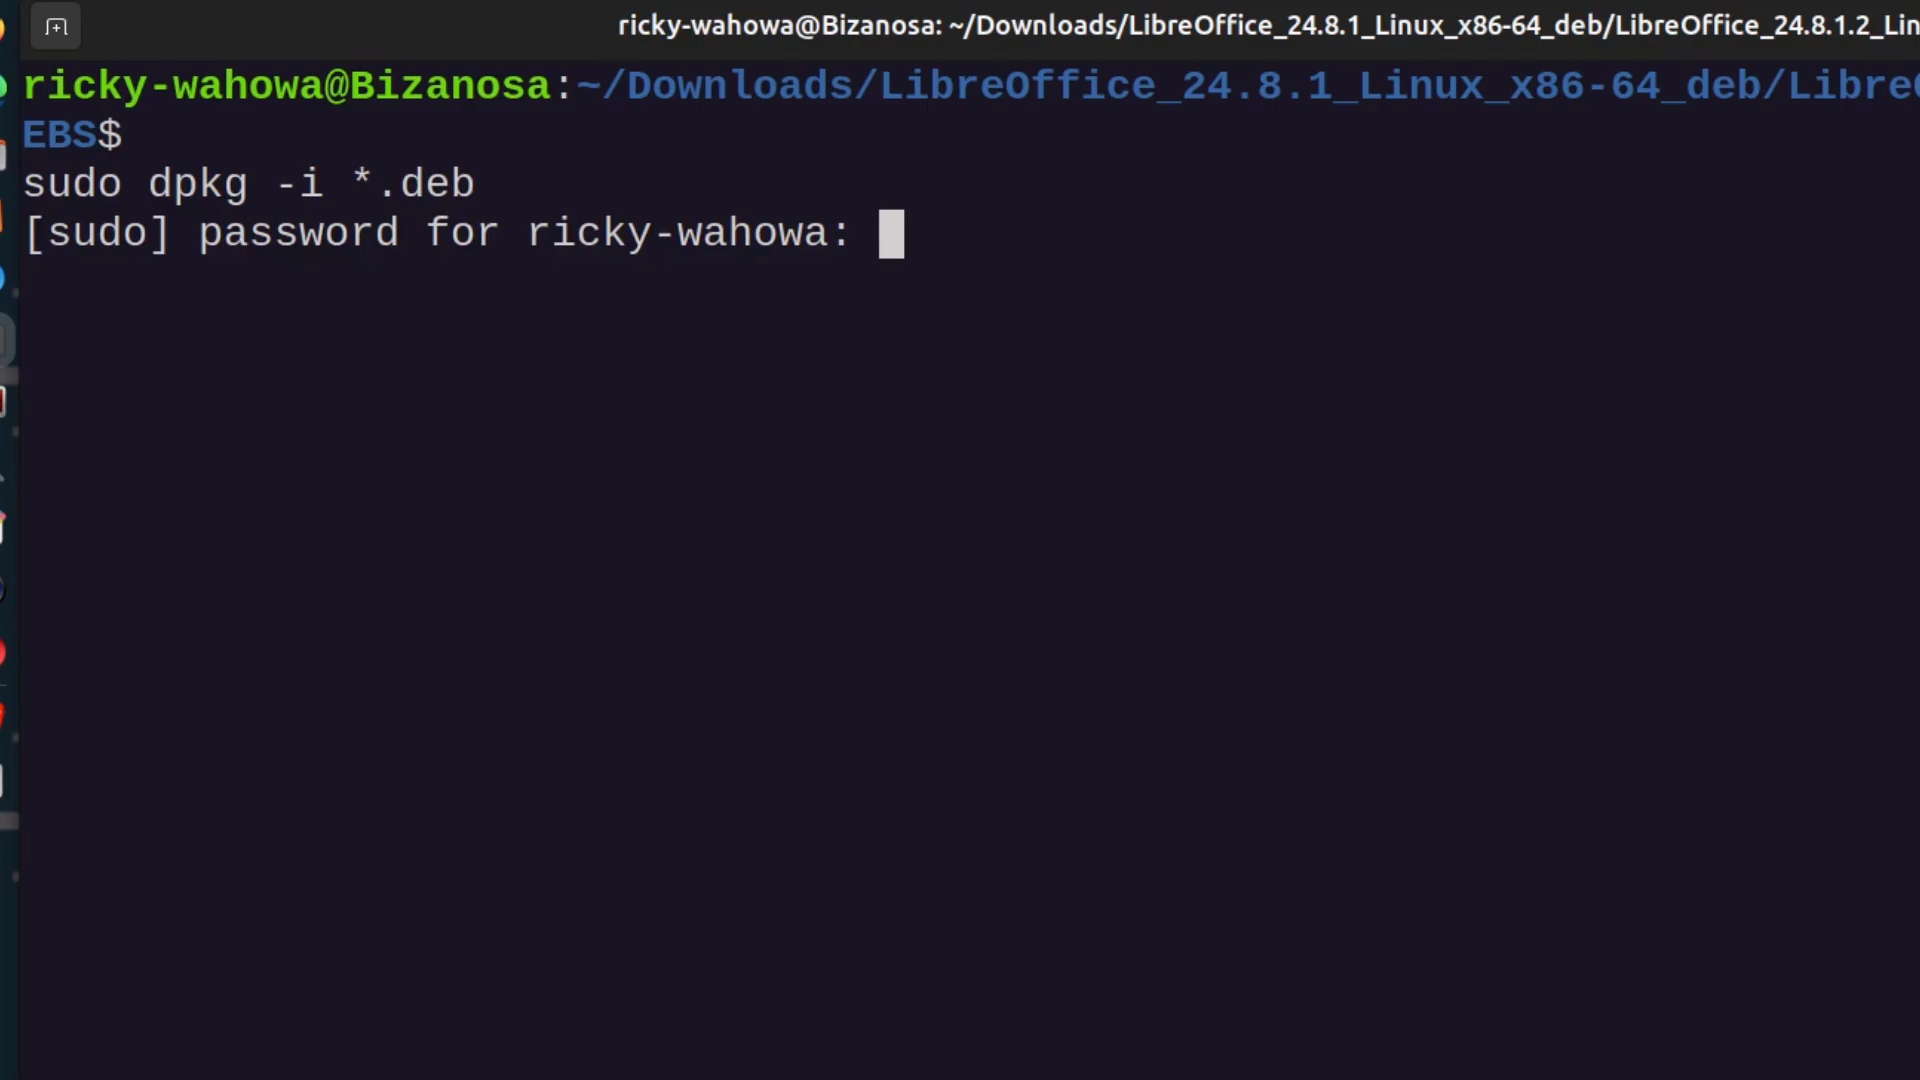 ricky-wahowa@Bizanosa: ~/Downloads/LibreOffice_24.8.1_Linux_x86-64_deb/LibreOffice_24.8.1.2_Lin
ricky-wahowa@Bizanosa:~/Downloads/LibreOffice_24.8.1_Linux_x86-64_deb/Libre
EBS$
sudo dpkg -i *.deb
[sudo] password for ricky-wahowa: